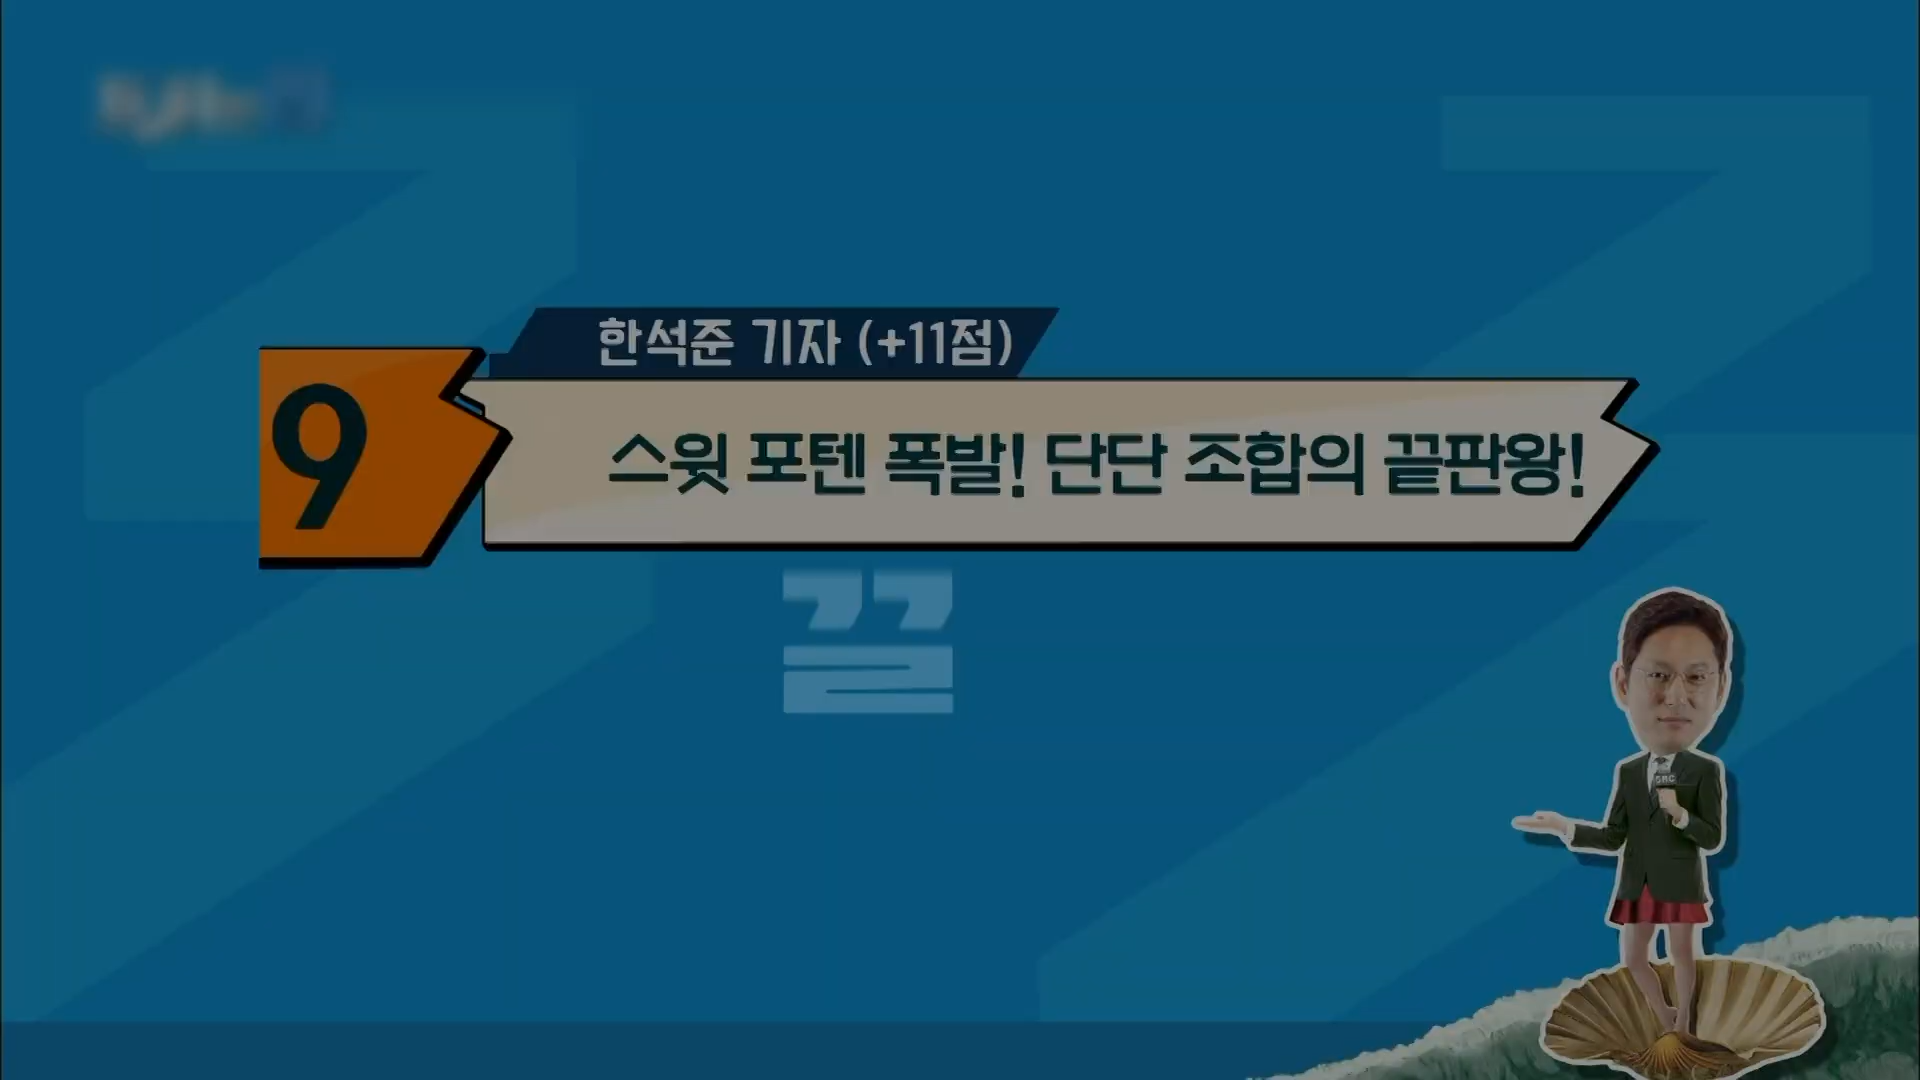 한석준 기자 (+11점)
9
스윗 포텐 폭발! 단단 조합의 끝판왕!
끌